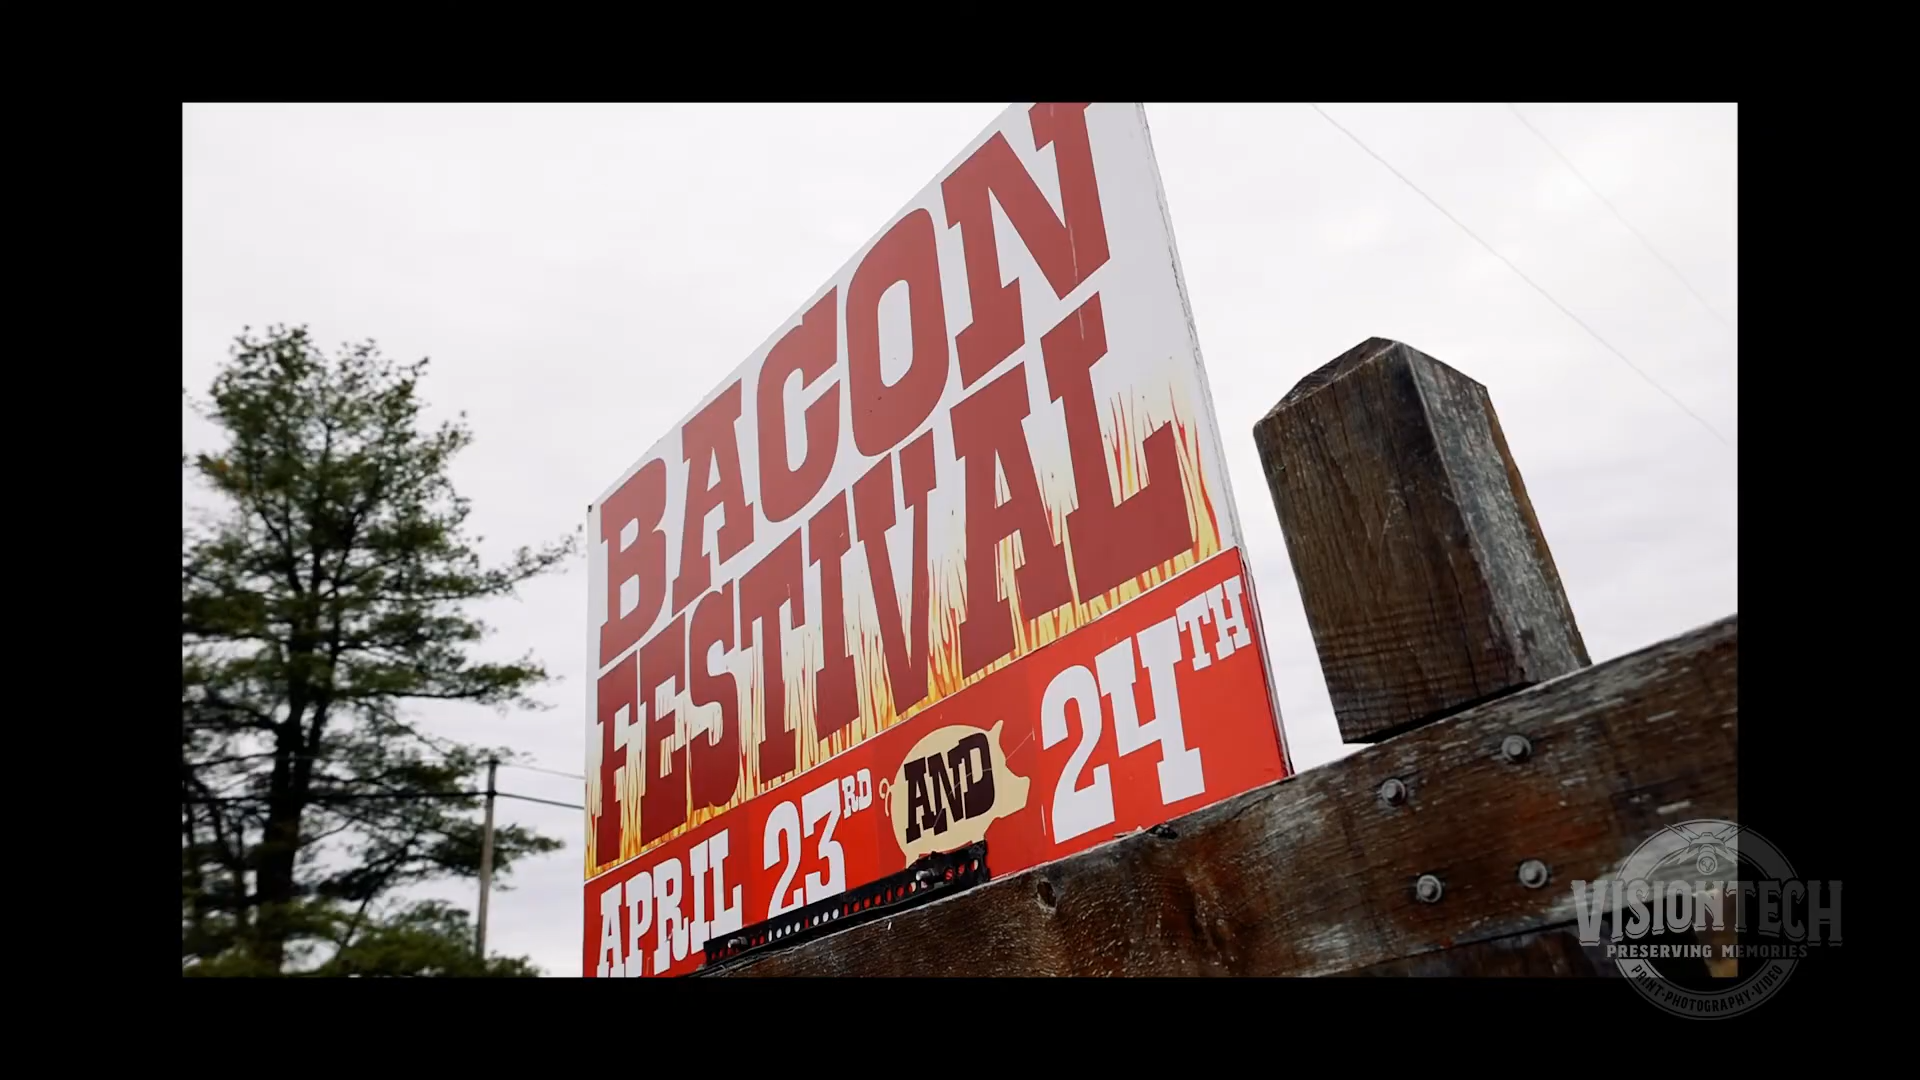 BACON
FESTIVAL
APRIL 23RD AND 24TH
VISIONTECH
PRESERVING MEMORIES
PRINT·PHOTOGRAPHY·VIDEO